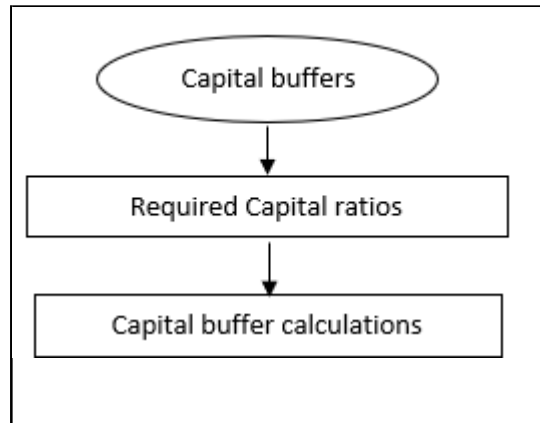 Capital buffers
Required Capital ratios
Capital buffer calculations